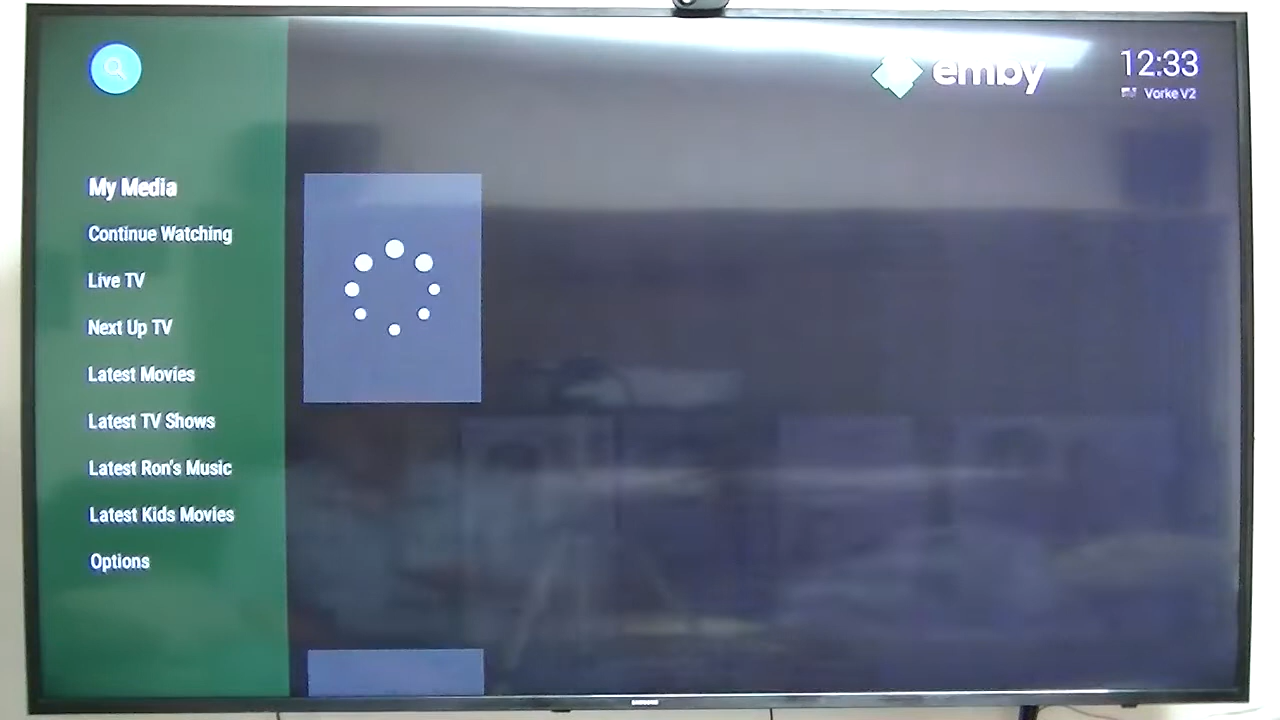 emby
12:33
Vorke V2
My Media
Continue Watching
Live TV
Next Up TV
Latest Movies
Latest TV Shows
Latest Ron's Music
Latest Kids Movies
Options
SAMSUNG